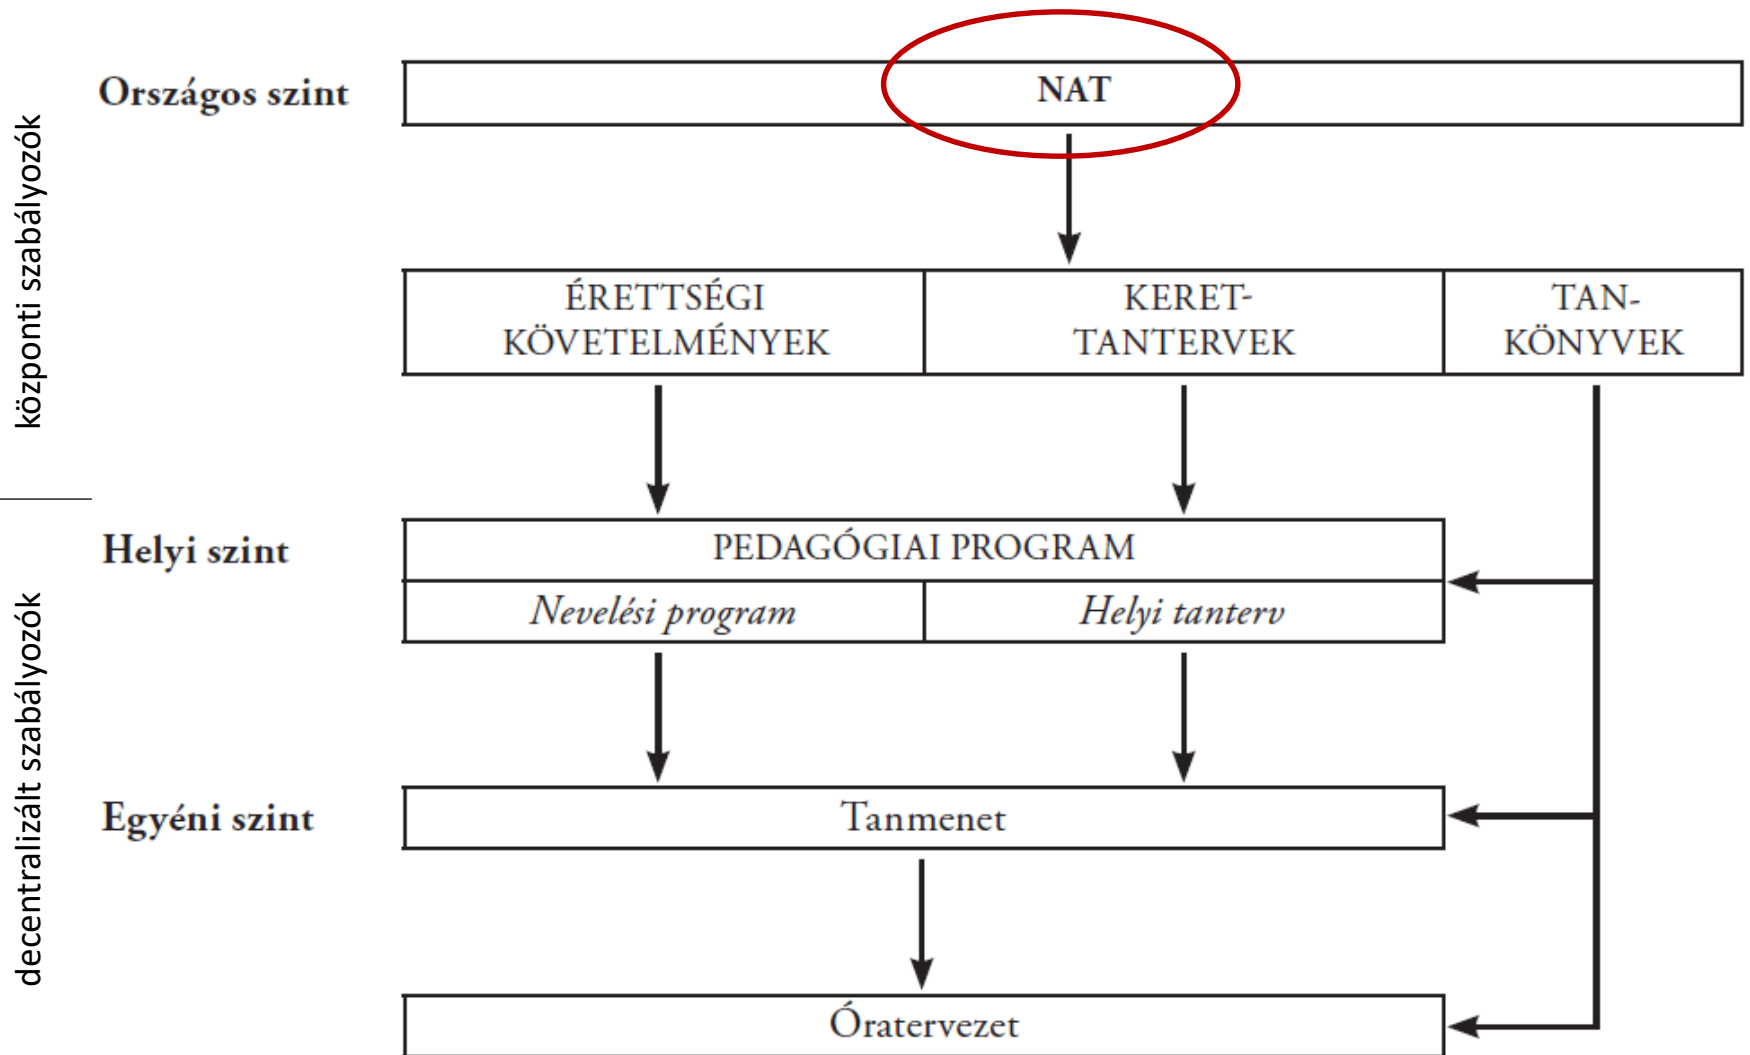 központi szabályozók
decentralizált szabályozók
Országos szint
NAT
ÉRETTSÉGI
KÖVETELMÉNYEK
KERET-
TANTERVEK
TAN-
KÖNYVEK
Helyi szint
PEDAGÓGIAI PROGRAM
Nevelési program
Helyi tanterv
Egyéni szint
Tanmenet
Óratervezet